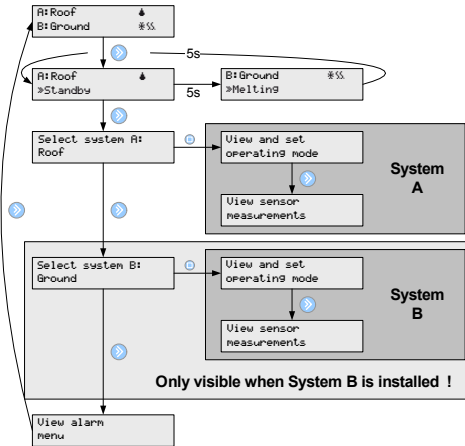 A:Roof
B:Ground
5s
A:Roof
»Standby
5s
B:Ground
»Melting
Select system A:
Roof
View and set
operating mode
System
A
View sensor
measurements
Select system B:
Ground
View and set
operating mode
System
B
View sensor
measurements
Only visible when System B is installed !
View alarm
menu